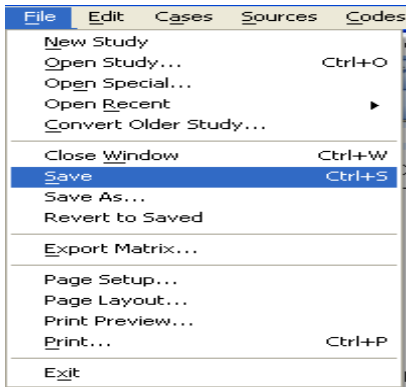 File Edit Cases Sources Codes
New Study
Open Study... Ctrl+O
Open Special...
Open Recent
Convert Older Study...
Close Window Ctrl+W
Save Ctrl+S
Save As...
Revert to Saved
Export Matrix...
Page Setup...
Page Layout...
Print Preview...
Print... Ctrl+P
Exit